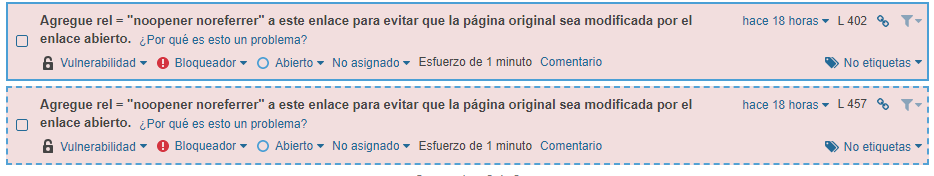 Agregue rel = "noopener noreferrer" a este enlace para evitar que la página original sea modificada por el hace 18 horas L 402
enlace abierto. ¿Por qué es esto un problema?
Vulnerabilidad Bloqueador Abierto No asignado Esfuerzo de 1 minuto Comentario No etiquetas
Agregue rel = "noopener noreferrer" a este enlace para evitar que la página original sea modificada por el hace 18 horas L 457
enlace abierto. ¿Por qué es esto un problema?
Vulnerabilidad Bloqueador Abierto No asignado Esfuerzo de 1 minuto Comentario No etiquetas